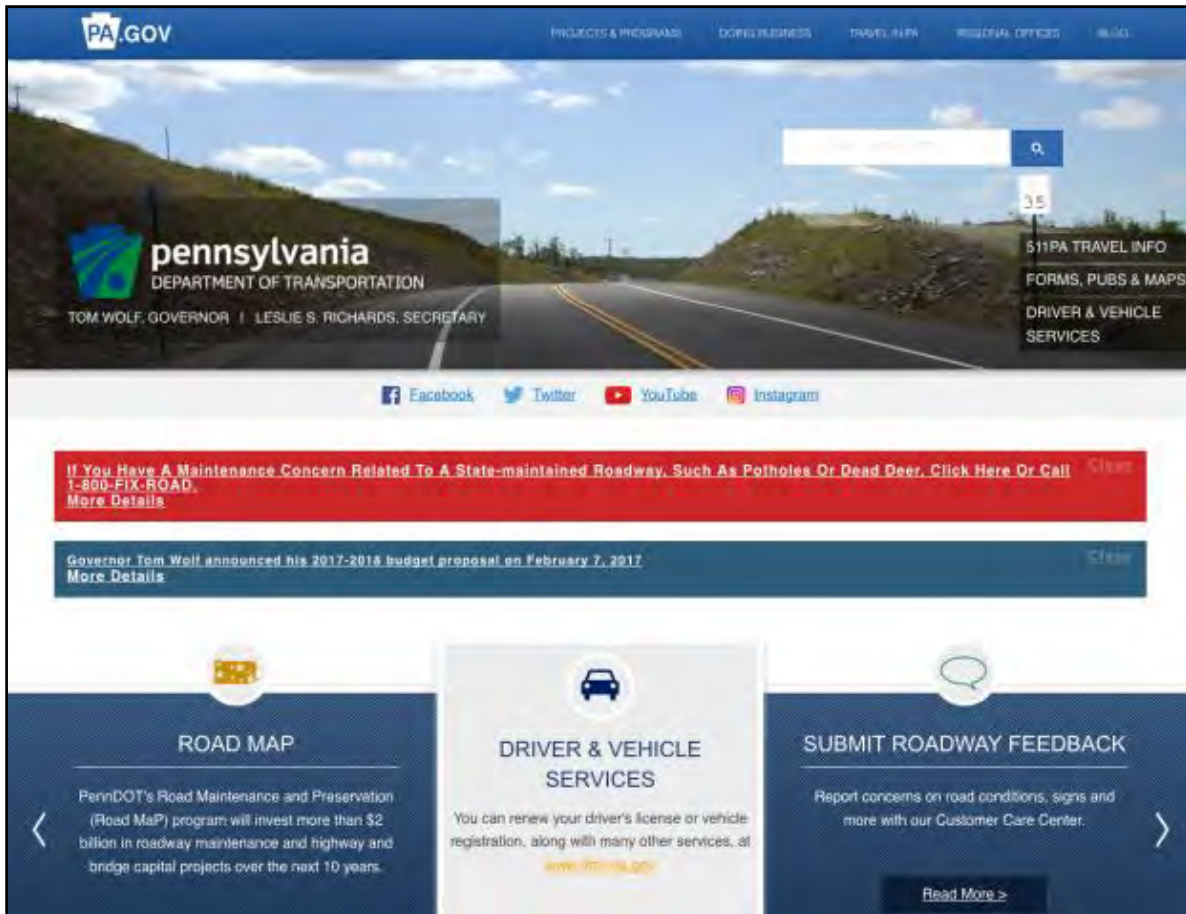 PA.GOV
PROJECTS & PROGRAMS DOING BUSINESS TRAVEL IN PA REGIONAL OFFICES BLOG
35
511PA TRAVEL INFO
FORMS, PUBS & MAPS
DRIVER & VEHICLE
SERVICES
pennsylvania
DEPARTMENT OF TRANSPORTATION
TOM WOLF, GOVERNOR | LESLIE S. RICHARDS, SECRETARY
Facebook Twitter YouTube Instagram
If You Have A Maintenance Concern Related To A State-maintained Roadway, Such As Potholes Or Dead Deer, Click Here Or Call
1-800-FIX-ROAD.
More Details
Governor Tom Wolf announced his 2017-2018 budget proposal on February 7, 2017
More Details
ROAD MAP
PennDOT's Road Maintenance and Preservation
(Road MaP) program will invest more than $2
billion in roadway maintenance and highway and
bridge capital projects over the next 10 years.
DRIVER & VEHICLE
SERVICES
You can renew your driver's license or vehicle
registration, along with many other services, at
SUBMIT ROADWAY FEEDBACK
Report concerns on road conditions, signs and
more with our Customer Care Center.
Read More >